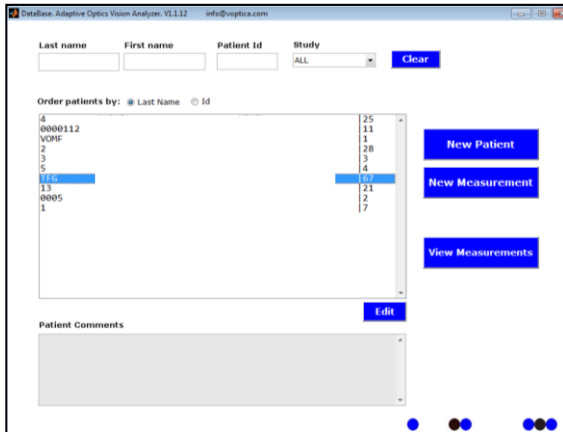 DataBase. Adaptive Optics Vision Analyzer. V1.1.12 info@voptica.com
Last name First name Patient Id Study
ALL
Clear
Order patients by: Last Name Id
4 |25
0000112 |11
VOMF |1
2 |28
3 |3
5 |4
TFG |67
13 |21
0005 |2
1 |7
New Patient
New Measurement
View Measurements
Edit
Patient Comments